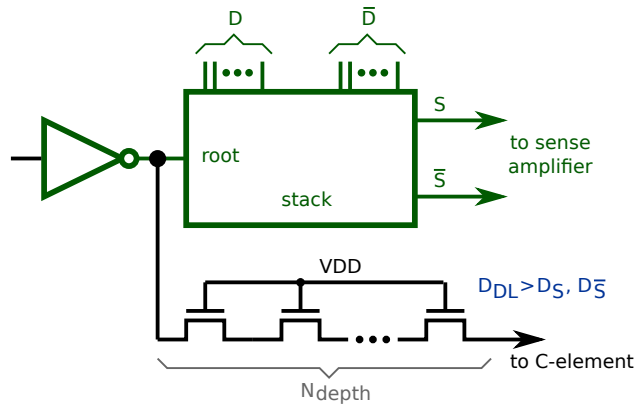 D
D̅
S
root
to sense
amplifier
S̅
stack
VDD
D_DL>D_S, D_S̅
to C-element
N_depth